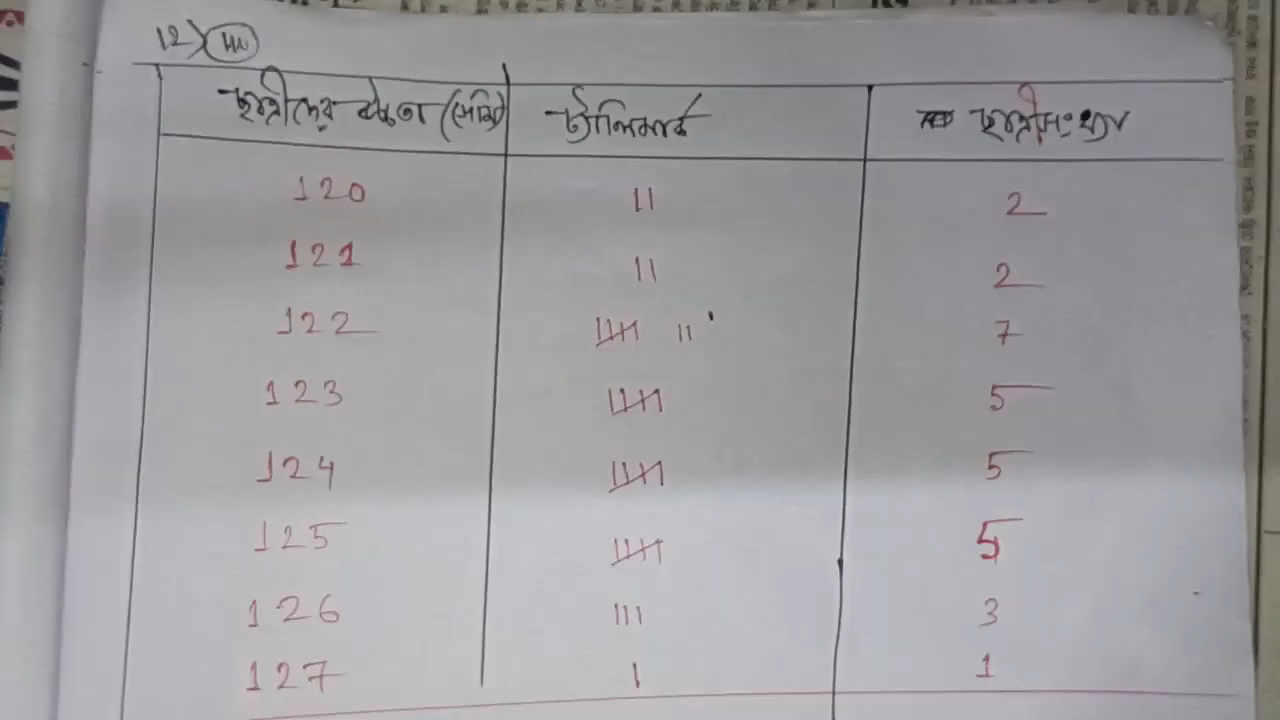 12) (iii)
ছাত্রীদের উচ্চতা (সেমি) ট্যালিমার্ক ছাত্রীসংখ্যা
120 || 2
121 || 2
122 𝍸 || 7
123 𝍸 5
124 𝍸 5
125 𝍸 5
126 ||| 3
127 | 1